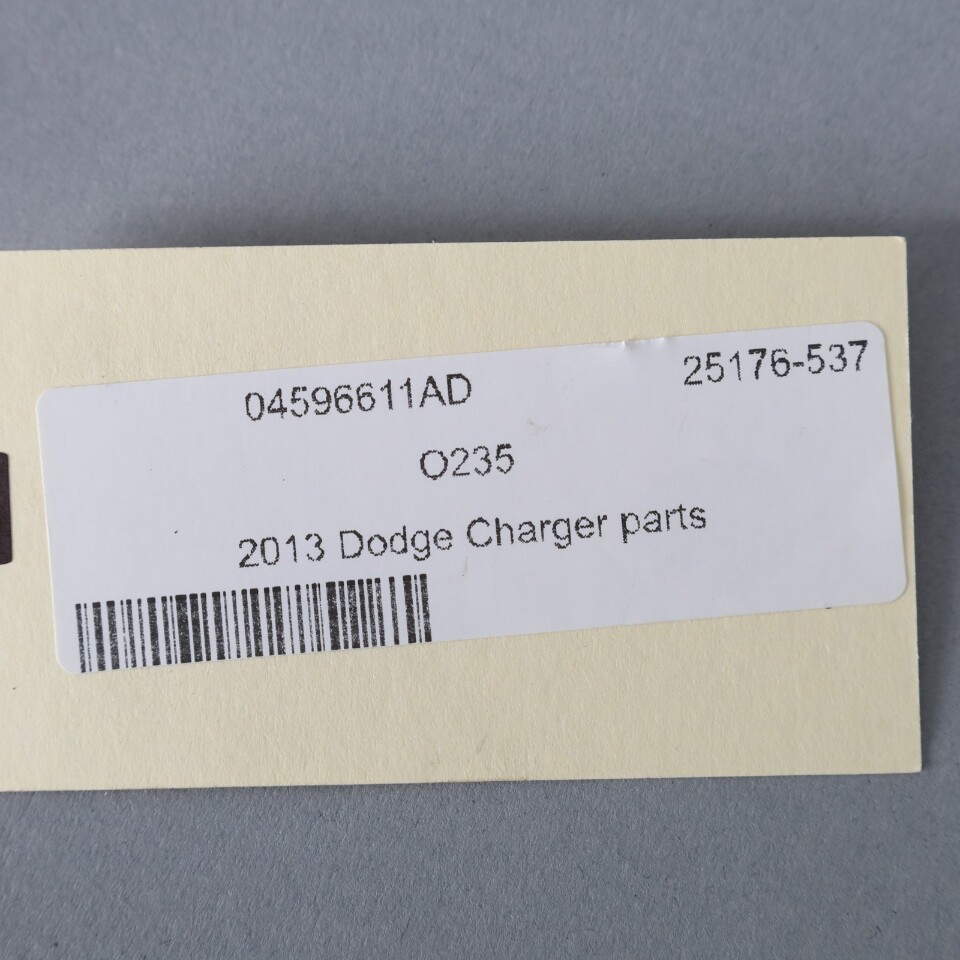 04596611AD 25176-537
O235
2013 Dodge Charger parts